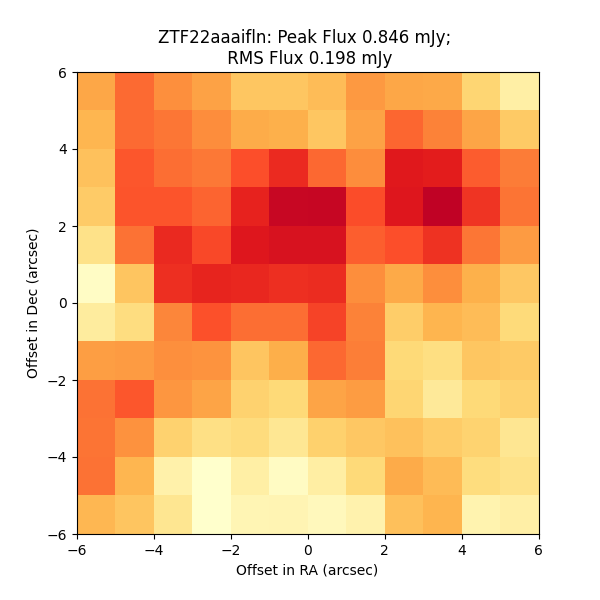 ZTF22aaaifln: Peak Flux 0.846 mJy;
RMS Flux 0.198 mJy
6
4
2
0
−2
−4
−6
Offset in Dec (arcsec)
−6 −4 −2 0 2 4 6
Offset in RA (arcsec)